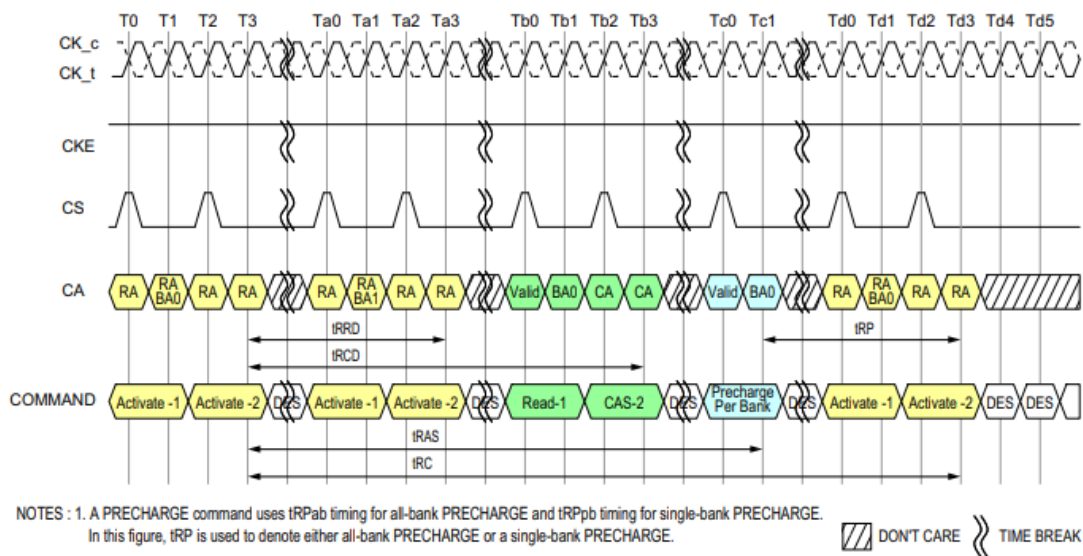 T0 T1 T2 T3 Ta0 Ta1 Ta2 Ta3 Tb0 Tb1 Tb2 Tb3 Tc0 Tc1 Td0 Td1 Td2 Td3 Td4 Td5
CK_c
CK_t
CKE
CS
CA RA RA BA0 RA RA RA RA BA1 RA RA Valid BA0 CA CA Valid BA0 RA RA BA0 RA RA
tRRD tRP
tRCD
COMMAND Activate -1 Activate -2 DES Activate -1 Activate -2 DES Read-1 CAS-2 DES Precharge Per Bank DES Activate -1 Activate -2 DES DES
tRAS
tRC
NOTES : 1. A PRECHARGE command uses tRPab timing for all-bank PRECHARGE and tRPpb timing for single-bank PRECHARGE.
In this figure, tRP is used to denote either all-bank PRECHARGE or a single-bank PRECHARGE.
DON'T CARE TIME BREAK